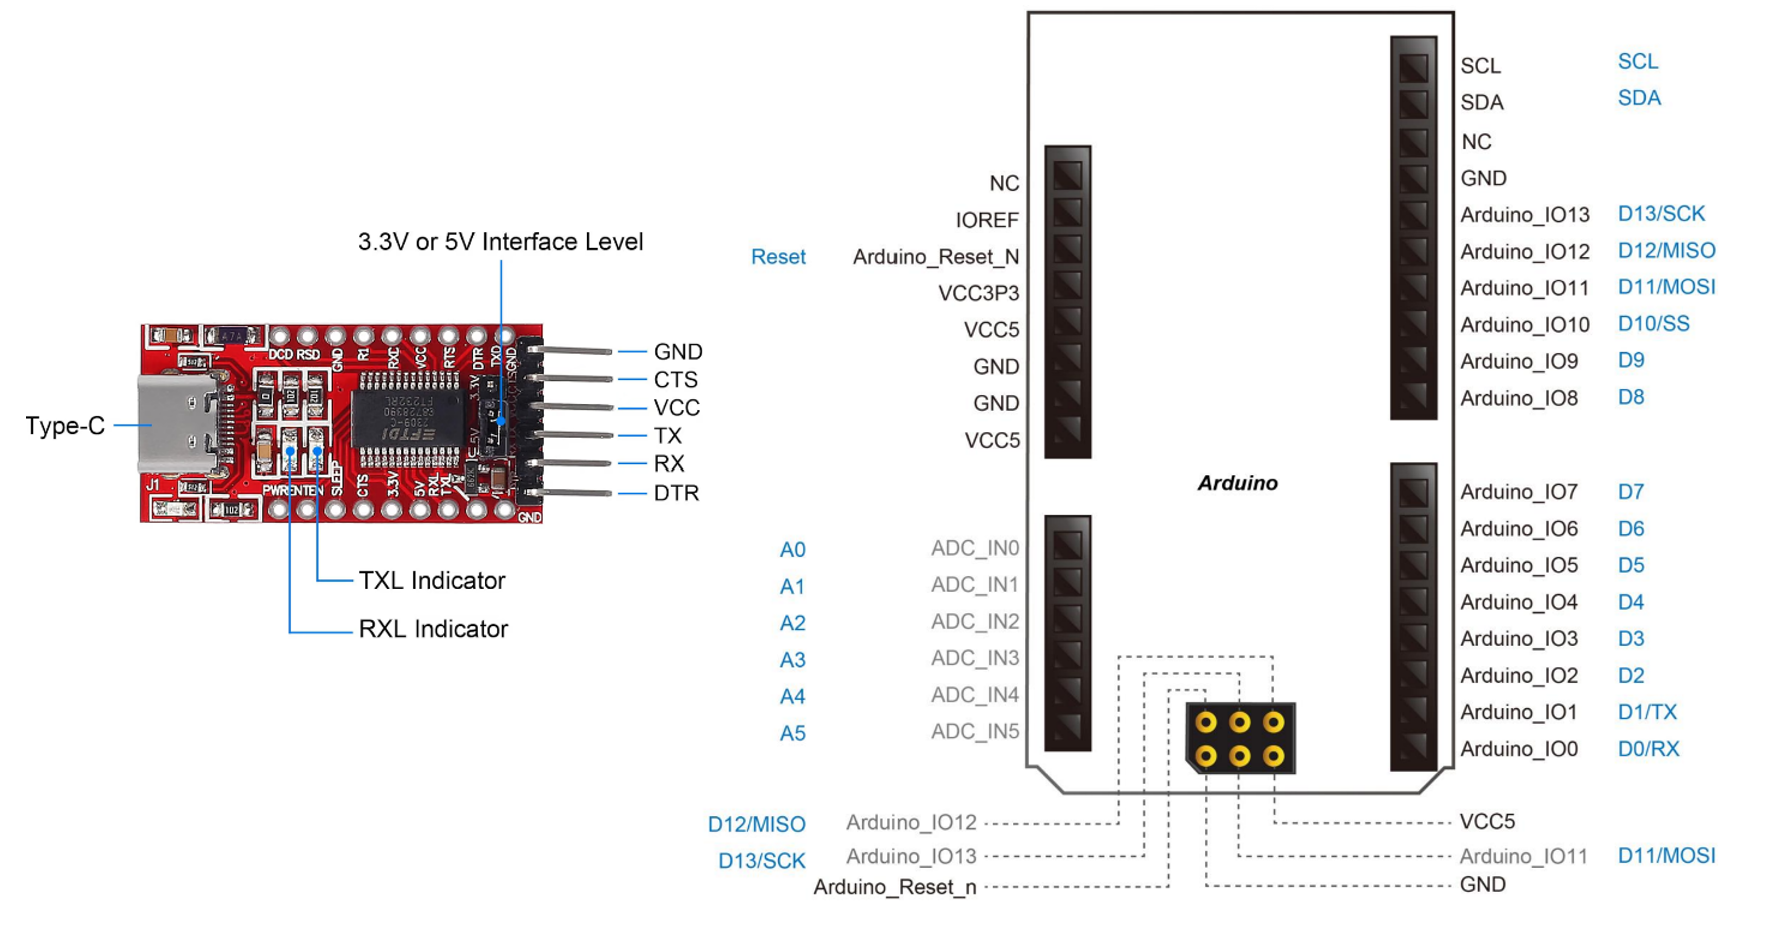 3.3V or 5V Interface Level
DCD RSD GND R1 RXD VCC RTS DTR TXD GND
GND
CTS
VCC
TX
RX
DTR
Type-C
J1
A7A
102
FTDI
2309-C
FT232RL
3.3V
5V
PWREN TEN SLEEP CTS 3.3V 5V RXL TXL GND
102
TXL Indicator
RXL Indicator
NC
IOREF
Reset Arduino_Reset_N
VCC3P3
VCC5
GND
GND
VCC5
A0 ADC_IN0
A1 ADC_IN1
A2 ADC_IN2
A3 ADC_IN3
A4 ADC_IN4
A5 ADC_IN5
Arduino
SCL SCL
SDA SDA
NC
GND
Arduino_IO13 D13/SCK
Arduino_IO12 D12/MISO
Arduino_IO11 D11/MOSI
Arduino_IO10 D10/SS
Arduino_IO9 D9
Arduino_IO8 D8
Arduino_IO7 D7
Arduino_IO6 D6
Arduino_IO5 D5
Arduino_IO4 D4
Arduino_IO3 D3
Arduino_IO2 D2
Arduino_IO1 D1/TX
Arduino_IO0 D0/RX
D12/MISO Arduino_IO12
D13/SCK Arduino_IO13
Arduino_Reset_n
VCC5
Arduino_IO11 D11/MOSI
GND